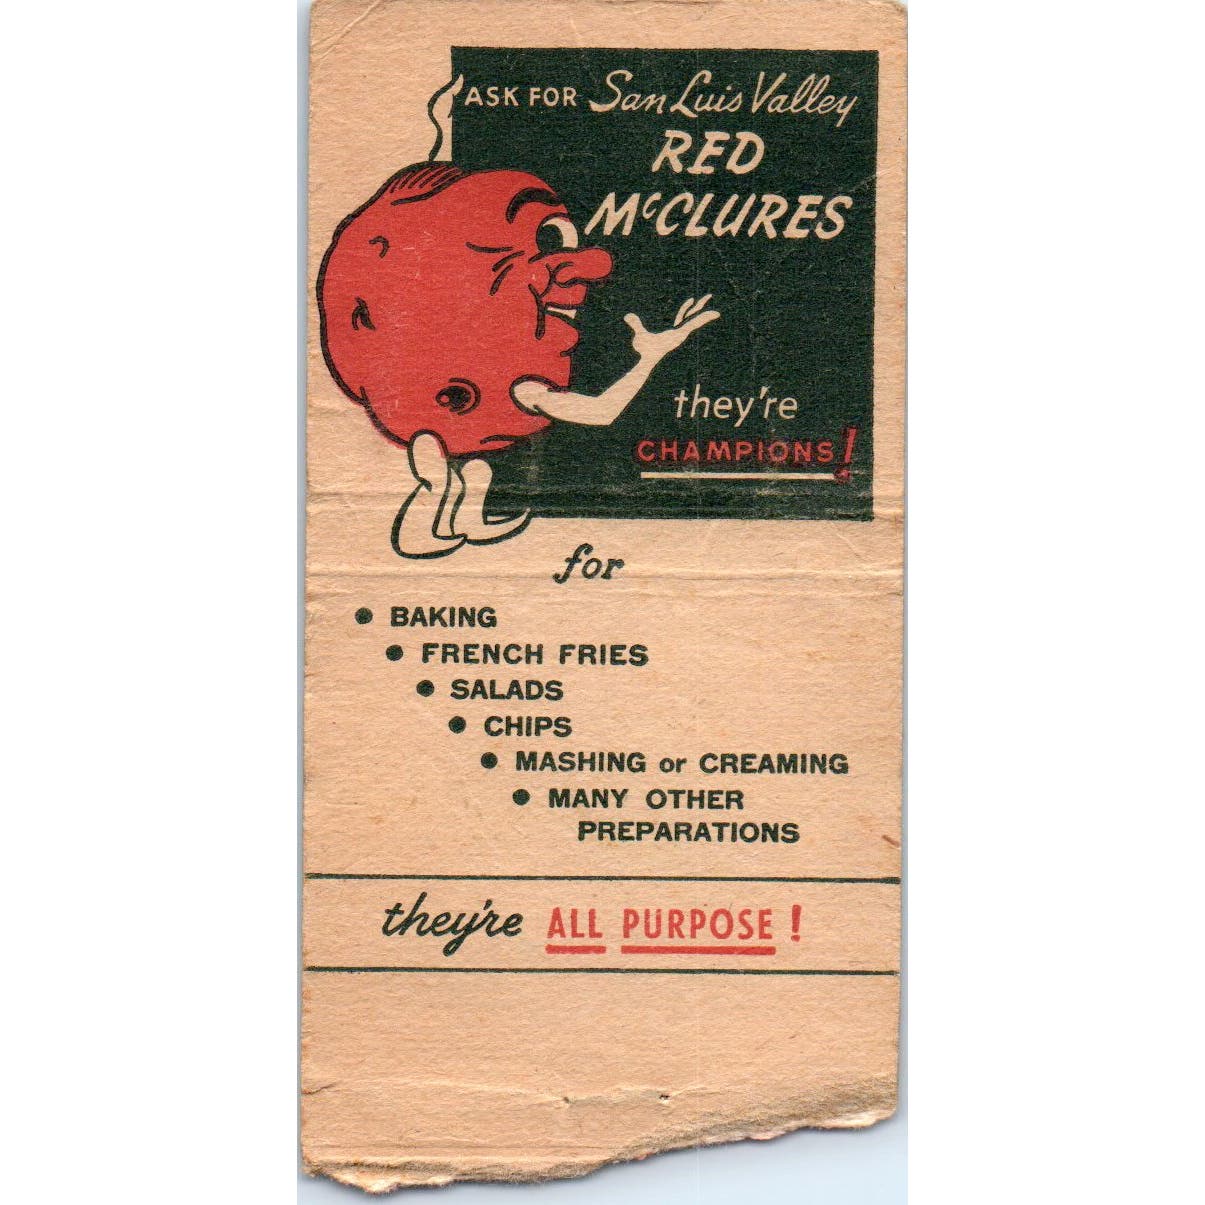 ASK FOR San Luis Valley
RED
McCLURES
they're
CHAMPIONS!
for
• BAKING
• FRENCH FRIES
• SALADS
• CHIPS
• MASHING or CREAMING
• MANY OTHER
PREPARATIONS
they're ALL PURPOSE!